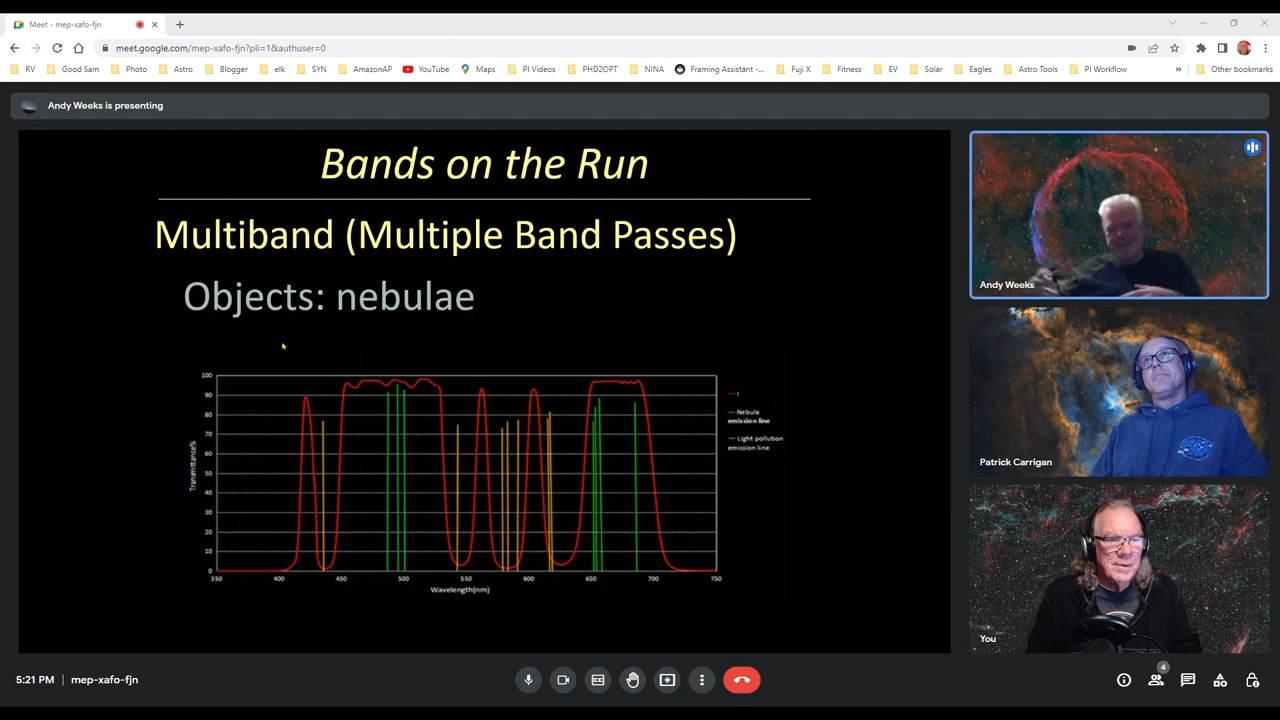 Meet - mep-xafo-fjn
meet.google.com/mep-xafo-fjn?pli=1&authuser=0
RV Good Sam Photo Astro Blogger elk SYN AmazonAP YouTube Maps PI Videos PHD2OPT NINA Framing Assistant -... Fuji X Fitness EV Solar Eagles Astro Tools PI Workflow » Other bookmarks
Andy Weeks is presenting
Bands on the Run
Multiband (Multiple Band Passes)
Objects: nebulae
100
90
80
70
60
50
40
30
20
10
0
Transmittance%
350 400 450 500 550 600 650 700 750
Wavelength(nm)
Nebula
emission line
Light pollution
emission line
Andy Weeks
Patrick Carrigan
You
5:21 PM | mep-xafo-fjn
4